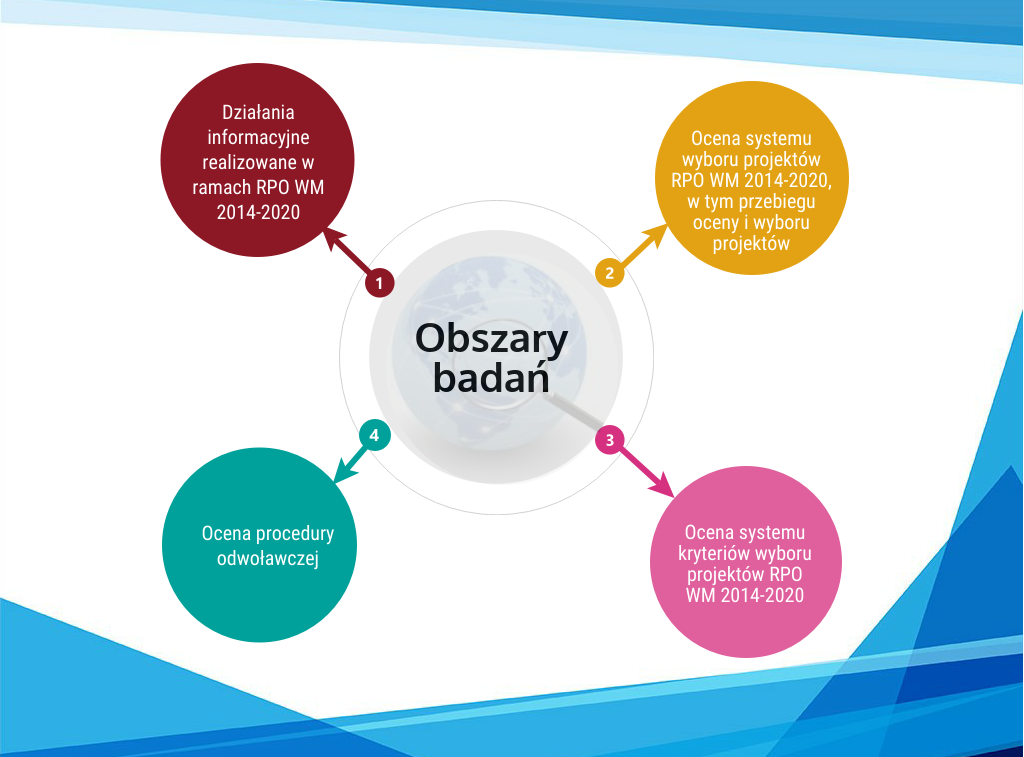 Obszary
badań
1
Działania
informacyjne
realizowane w
ramach RPO WM
2014-2020
2
Ocena systemu
wyboru projektów
RPO WM 2014-2020,
w tym przebiegu
oceny i wyboru
projektów
3
Ocena systemu
kryteriów wyboru
projektów RPO
WM 2014-2020
4
Ocena procedury
odwoławczej